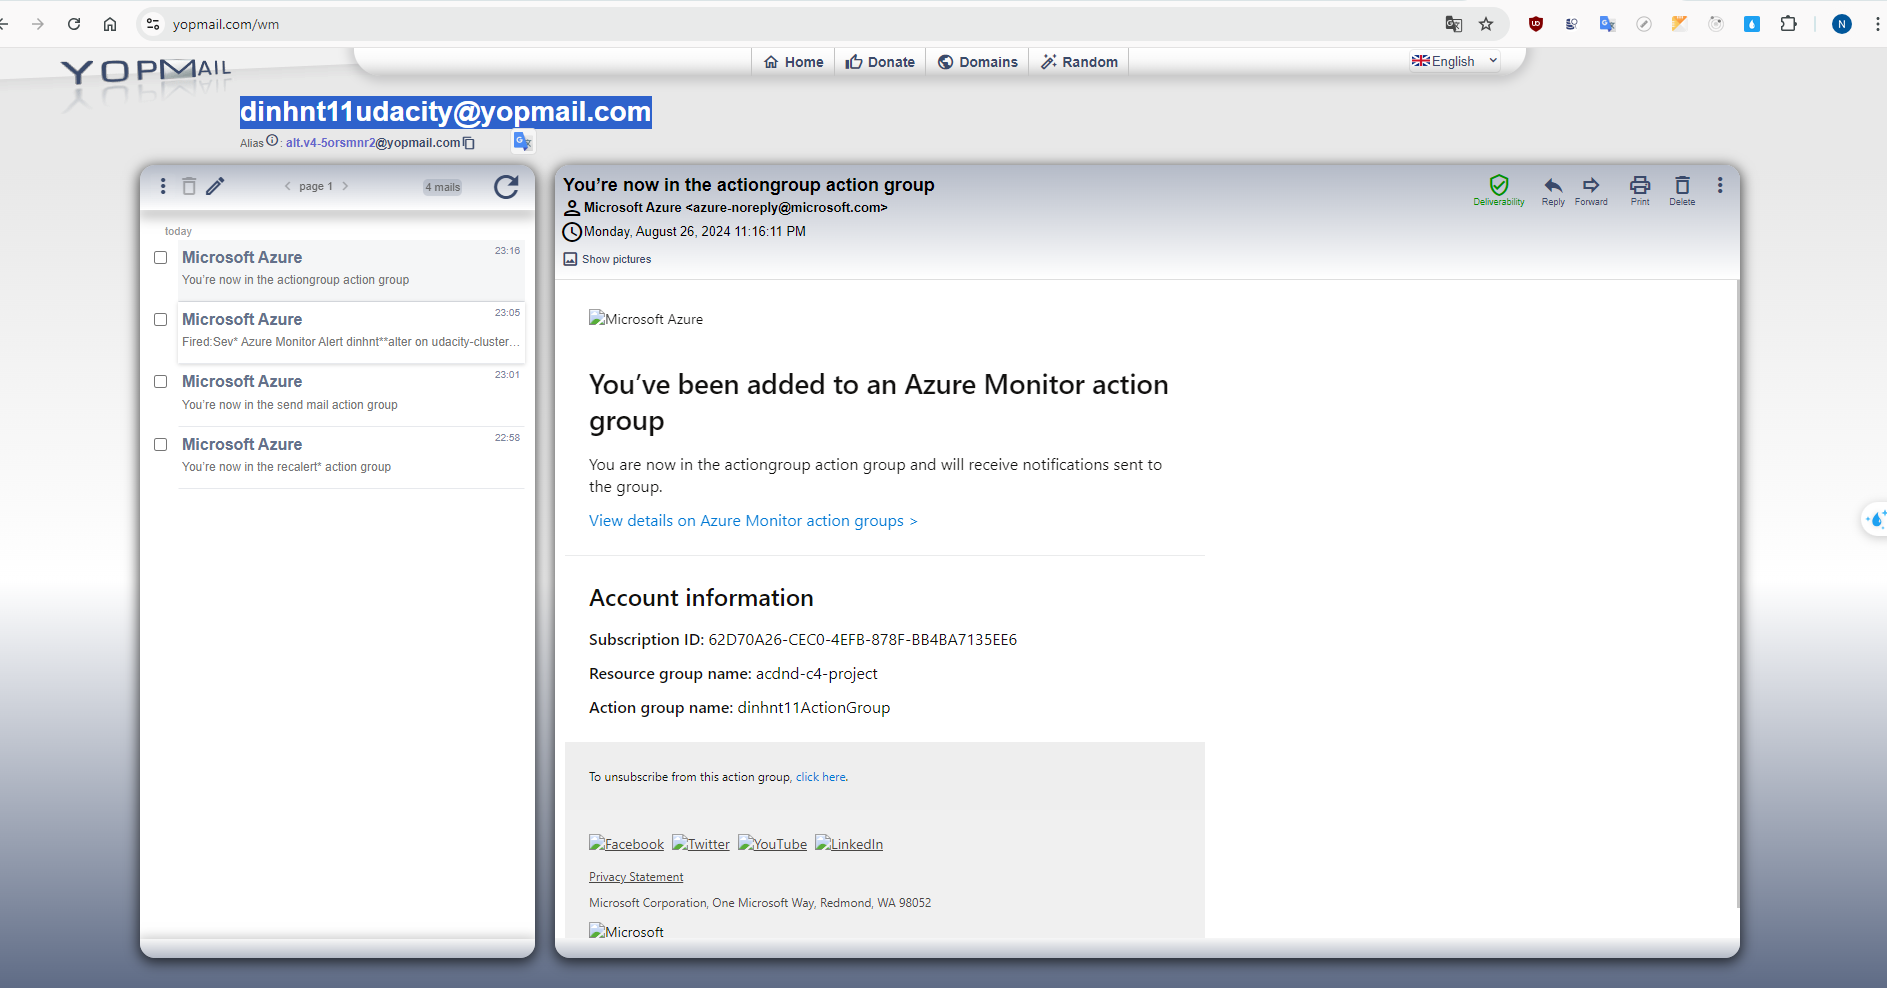 yopmail.com/wm
N
YOPMAIL
Home
Donate
Domains
Random
English
dinhnt11udacity@yopmail.com
Alias : alt.v4-5orsmnr2@yopmail.com
page 1
4 mails
today
Microsoft Azure
23:16
You're now in the actiongroup action group
Microsoft Azure
23:05
Fired:Sev* Azure Monitor Alert dinhnt**alter on udacity-cluster…
Microsoft Azure
23:01
You're now in the send mail action group
Microsoft Azure
22:58
You're now in the recalert* action group
You’re now in the actiongroup action group
Microsoft Azure <azure-noreply@microsoft.com>
Monday, August 26, 2024 11:16:11 PM
Show pictures
Deliverability
Reply
Forward
Print
Delete
Microsoft Azure
You’ve been added to an Azure Monitor action
group
You are now in the actiongroup action group and will receive notifications sent to
the group.
View details on Azure Monitor action groups >
Account information
Subscription ID: 62D70A26-CEC0-4EFB-878F-BB4BA7135EE6
Resource group name: acdnd-c4-project
Action group name: dinhnt11ActionGroup
To unsubscribe from this action group, click here.
Facebook Twitter YouTube LinkedIn
Privacy Statement
Microsoft Corporation, One Microsoft Way, Redmond, WA 98052
Microsoft